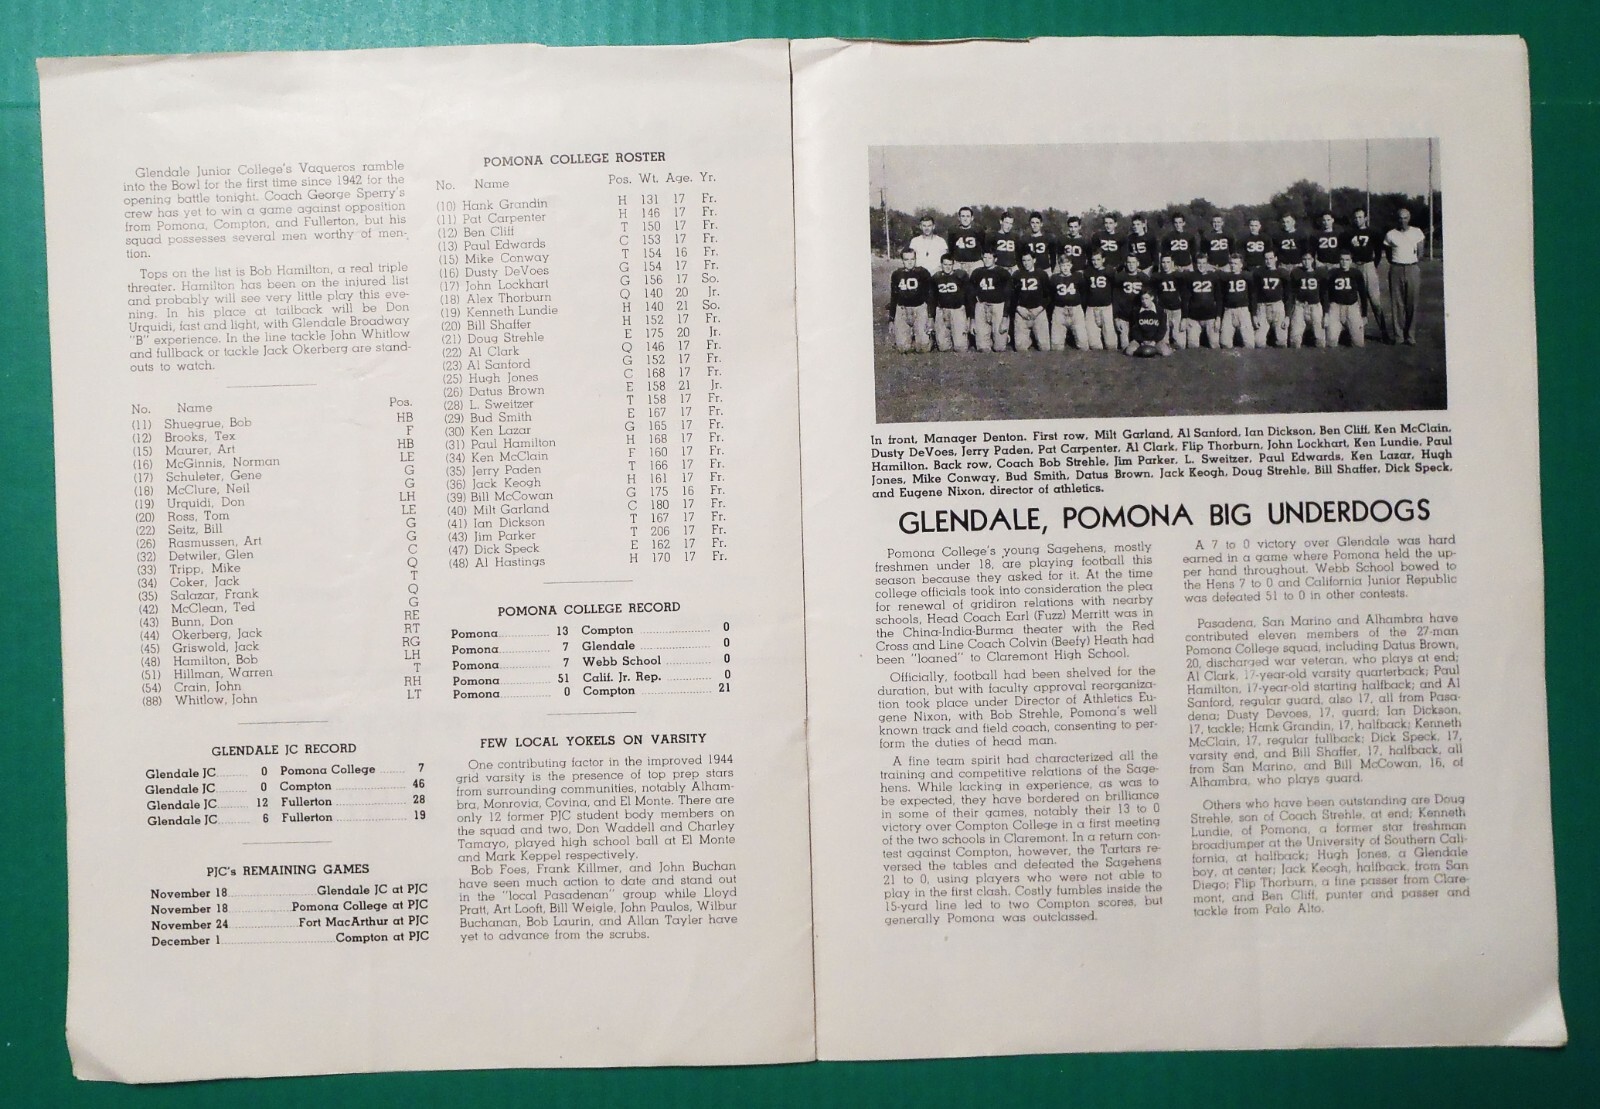 Glendale Junior College's Vaqueros ramble
into the Bowl for the first time since 1942 for the
opening battle tonight. Coach George Sperry's
crew has yet to win a game against opposition
from Pomona, Compton, and Fullerton, but his
squad possesses several men worthy of men-
tion.
Tops on the list is Bob Hamilton, a real triple
threater. Hamilton has been on the injured list
and probably will see very little play this eve-
ning. In his place at tailback will be Don
Urquidi, fast and light, with Glendale Broadway
"B" experience. In the line tackle John Whitlow
and fullback or tackle Jack Okerberg are stand-
outs to watch.
No. Name Pos.
(11) Shuegrue, Bob HB
(12) Brooks, Tex F
(15) Maurer, Art HB
(16) McGinnis, Norman LE
(17) Schuleter, Gene G
(18) McClure, Neil G
(19) Urquidi, Don LH
(20) Ross, Tom LE
(22) Seitz, Bill G
(26) Rasmussen, Art G
(32) Detwiler, Glen C
(33) Tripp, Mike Q
(34) Coker, Jack T
(35) Salazar, Frank Q
(42) McClean, Ted G
(43) Bunn, Don RE
(44) Okerberg, Jack RT
(45) Griswold, Jack RG
(48) Hamilton, Bob LH
(51) Hillman, Warren T
(54) Crain, John RH
(88) Whitlow, John LT
GLENDALE JC RECORD
Glendale JC 0 Pomona College 7
Glendale JC 0 Compton 46
Glendale JC 12 Fullerton 28
Glendale JC 6 Fullerton 19
PJC's REMAINING GAMES
November 18 Glendale JC at PJC
November 18 Pomona College at PJC
November 24 Fort MacArthur at PJC
December 1 Compton at PJC
POMONA COLLEGE ROSTER
No. Name Pos. Wt. Age. Yr.
(10) Hank Grandin H 131 17 Fr.
(11) Pat Carpenter H 146 17 Fr.
(12) Ben Cliff T 150 17 Fr.
(13) Paul Edwards C 153 17 Fr.
(15) Mike Conway T 154 16 Fr.
(16) Dusty DeVoes G 154 17 Fr.
(17) John Lockhart G 156 17 So.
(18) Alex Thorburn Q 140 20 Jr.
(19) Kenneth Lundie H 140 21 So.
(20) Bill Shaffer H 152 17 Fr.
(21) Doug Strehle E 175 20 Jr.
(22) Al Clark Q 146 17 Fr.
(23) Al Sanford G 152 17 Fr.
(25) Hugh Jones C 168 17 Fr.
(26) Datus Brown E 158 21 Jr.
(28) L. Sweitzer T 158 17 Fr.
(29) Bud Smith E 167 17 Fr.
(30) Ken Lazar G 165 17 Fr.
(31) Paul Hamilton H 168 17 Fr.
(34) Ken McClain F 160 17 Fr.
(35) Jerry Paden T 166 17 Fr.
(36) Jack Keogh H 161 17 Fr.
(39) Bill McCowan G 175 16 Fr.
(40) Milt Garland C 180 17 Fr.
(41) Ian Dickson T 167 17 Fr.
(43) Jim Parker T 206 17 Fr.
(47) Dick Speck E 162 17 Fr.
(48) Al Hastings H 170 17 Fr.
POMONA COLLEGE RECORD
Pomona 13 Compton 0
Pomona 7 Glendale 0
Pomona 7 Webb School 0
Pomona 51 Calif. Jr. Rep. 0
Pomona 0 Compton 21
FEW LOCAL YOKELS ON VARSITY
One contributing factor in the improved 1944
grid varsity is the presence of top prep stars
from surrounding communities, notably Alham-
bra, Monrovia, Covina, and El Monte. There are
only 12 former PJC student body members on
the squad and two, Don Waddell and Charley
Tamayo, played high school ball at El Monte
and Mark Keppel respectively.
Bob Foes, Frank Killmer, and John Buchan
have seen much action to date and stand out
in the "local Pasadenan" group while Lloyd
Pratt, Art Looft, Bill Weigle, John Paulos, Wilbur
Buchanan, Bob Laurin, and Allan Tayler have
yet to advance from the scrubs.
43 28 13 30 25 15 29 26 36 21 20 47
40 23 41 12 34 16 35 11 22 18 17 19 31
In front, Manager Denton. First row, Milt Garland, Al Sanford, Ian Dickson, Ben Cliff, Ken McClain,
Dusty DeVoes, Jerry Paden, Pat Carpenter, Al Clark, Flip Thorburn, John Lockhart, Ken Lundie, Paul
Hamilton. Back row, Coach Bob Strehle, Jim Parker, L. Sweitzer, Paul Edwards, Ken Lazar, Hugh
Jones, Mike Conway, Bud Smith, Datus Brown, Jack Keogh, Doug Strehle, Bill Shaffer, Dick Speck,
and Eugene Nixon, director of athletics.
GLENDALE, POMONA BIG UNDERDOGS
Pomona College's young Sagehens, mostly
freshmen under 18, are playing football this
season because they asked for it. At the time
college officials took into consideration the plea
for renewal of gridiron relations with nearby
schools, Head Coach Earl (Fuzz) Merritt was in
the China-India-Burma theater with the Red
Cross and Line Coach Colvin (Beefy) Heath had
been "loaned" to Claremont High School.
Officially, football had been shelved for the
duration, but with faculty approval reorganiza-
tion took place under Director of Athletics Eu-
gene Nixon, with Bob Strehle, Pomona's well
known track and field coach, consenting to per-
form the duties of head man.
A fine team spirit had characterized all the
training and competitive relations of the Sage-
hens. While lacking in experience, as was to
be expected, they have bordered on brilliance
in some of their games, notably their 13 to 0
victory over Compton College in a first meeting
of the two schools in Claremont. In a return con-
test against Compton, however, the Tartars re-
versed the tables and defeated the Sagehens
21 to 0, using players who were not able to
play in the first clash. Costly fumbles inside the
15-yard line led to two Compton scores, but
generally Pomona was outclassed.
A 7 to 0 victory over Glendale was hard
earned in a game where Pomona held the up-
per hand throughout. Webb School bowed to
the Hens 7 to 0 and California Junior Republic
was defeated 51 to 0 in other contests.
Pasadena, San Marino and Alhambra have
contributed eleven members of the 27-man
Pomona College squad, including Datus Brown,
20, discharged war veteran, who plays at end;
Al Clark, 17-year-old varsity quarterback; Paul
Hamilton, 17-year-old starting halfback; and Al
Sanford, regular guard, also 17, all from Pasa-
dena; Dusty Devoes, 17, guard; Ian Dickson,
17, tackle; Hank Grandin, 17, halfback; Kenneth
McClain, 17, regular fullback; Dick Speck, 17,
varsity end, and Bill Shaffer, 17, halfback, all
from San Marino, and Bill McCowan, 16, of
Alhambra, who plays guard.
Others who have been outstanding are Doug
Strehle, son of Coach Strehle, at end; Kenneth
Lundie, of Pomona, a former star freshman
broadjumper at the University of Southern Cali-
fornia, at halfback; Hugh Jones, a Glendale
boy, at center; Jack Keogh, halfback, from San
Diego; Flip Thorburn, a fine passer from Clare-
mont, and Ben Cliff, punter and passer and
tackle from Palo Alto.